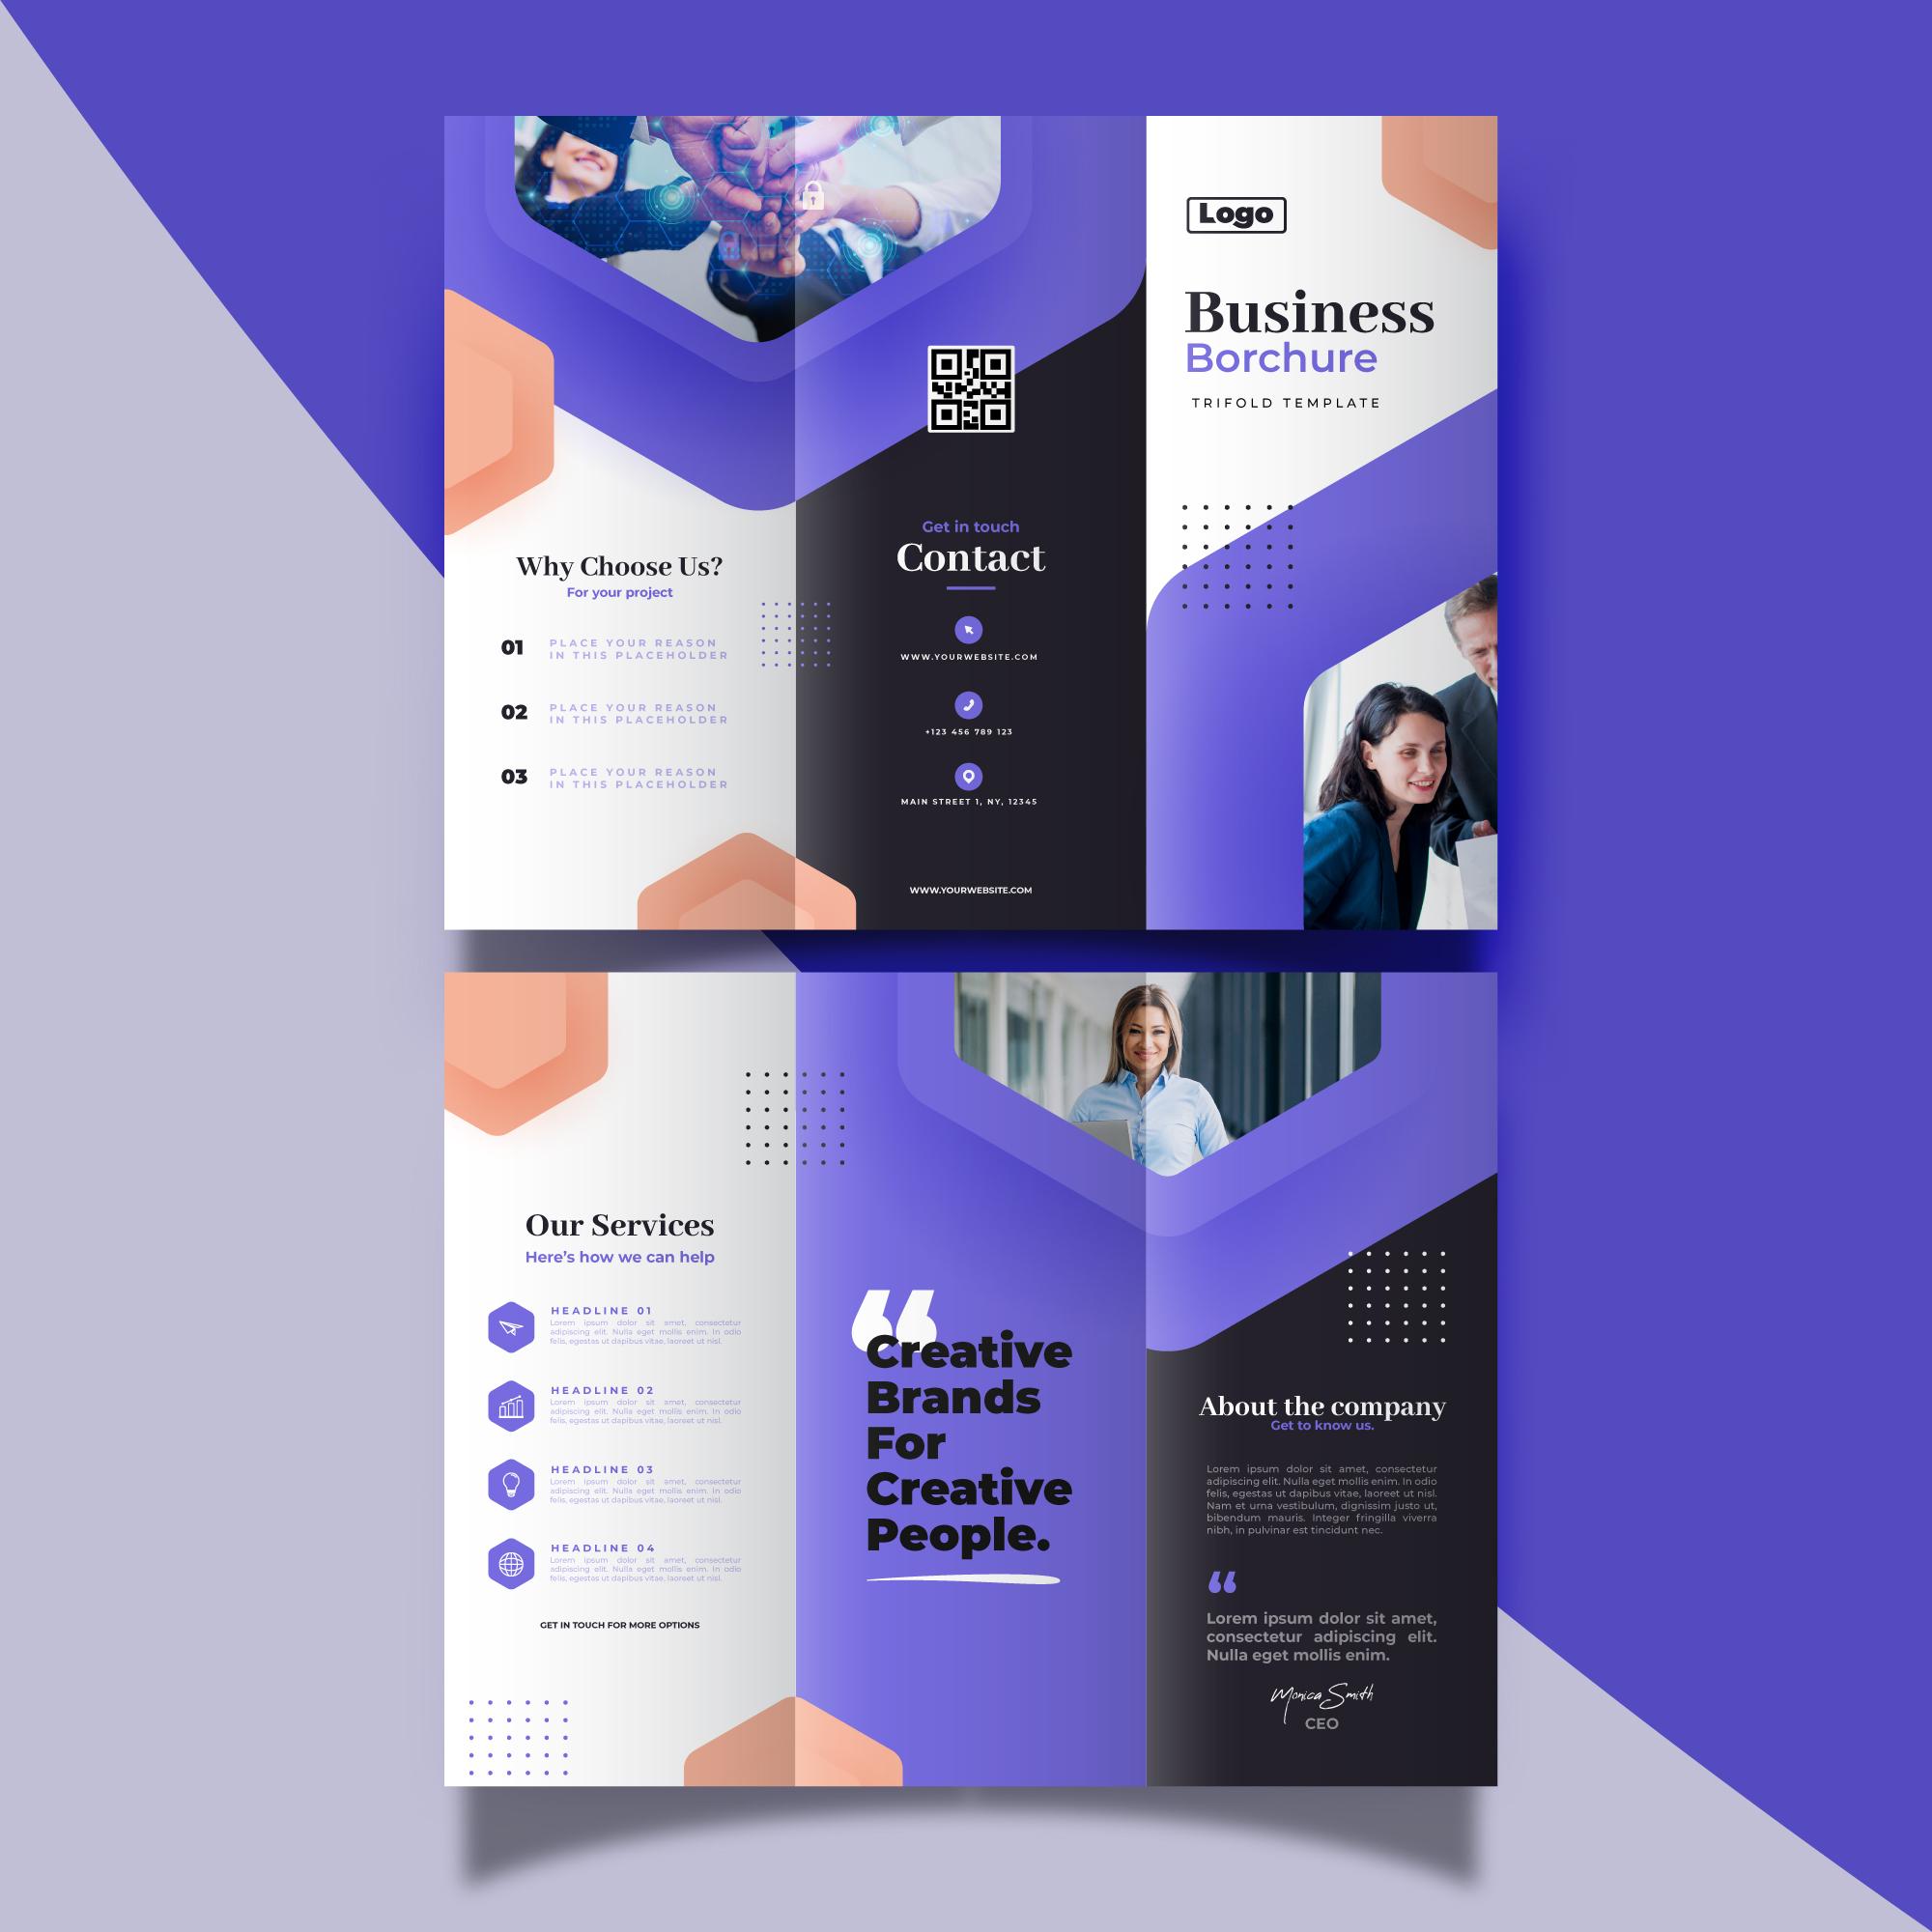 Why Choose Us?
For your project
01
PLACE YOUR REASON
IN THIS PLACEHOLDER
02
PLACE YOUR REASON
IN THIS PLACEHOLDER
03
PLACE YOUR REASON
IN THIS PLACEHOLDER
Get in touch
Contact
WWW.YOURWEBSITE.COM
+123 456 789 123
MAIN STREET 1, NY, 12345
WWW.YOURWEBSITE.COM
Logo
Business
Borchure
TRIFOLD TEMPLATE
Our Services
Here's how we can help
HEADLINE 01
Lorem ipsum dolor sit amet, consectetur
adipiscing elit. Nulla eget mollis enim. In odio
felis, egestas ut dapibus vitae, laoreet ut nisl.
HEADLINE 02
Lorem ipsum dolor sit amet, consectetur
adipiscing elit. Nulla eget mollis enim. In odio
felis, egestas ut dapibus vitae, laoreet ut nisl.
HEADLINE 03
Lorem ipsum dolor sit amet, consectetur
adipiscing elit. Nulla eget mollis enim. In odio
felis, egestas ut dapibus vitae, laoreet ut nisl.
HEADLINE 04
Lorem ipsum dolor sit amet, consectetur
adipiscing elit. Nulla eget mollis enim. In odio
felis, egestas ut dapibus vitae, laoreet ut nisl.
GET IN TOUCH FOR MORE OPTIONS
“
Creative
Brands
For
Creative
People.
About the company
Get to know us.
Lorem ipsum dolor sit amet, consectetur
adipiscing elit. Nulla eget mollis enim. In odio
felis, egestas ut dapibus vitae, laoreet ut nisl.
Nam et urna vestibulum, dignissim justo ut,
bibendum mauris. Integer fringilla viverra
nibh, in pulvinar est tincidunt nec.
“
Lorem ipsum dolor sit amet,
consectetur adipiscing elit.
Nulla eget mollis enim.
Monica Smith
CEO